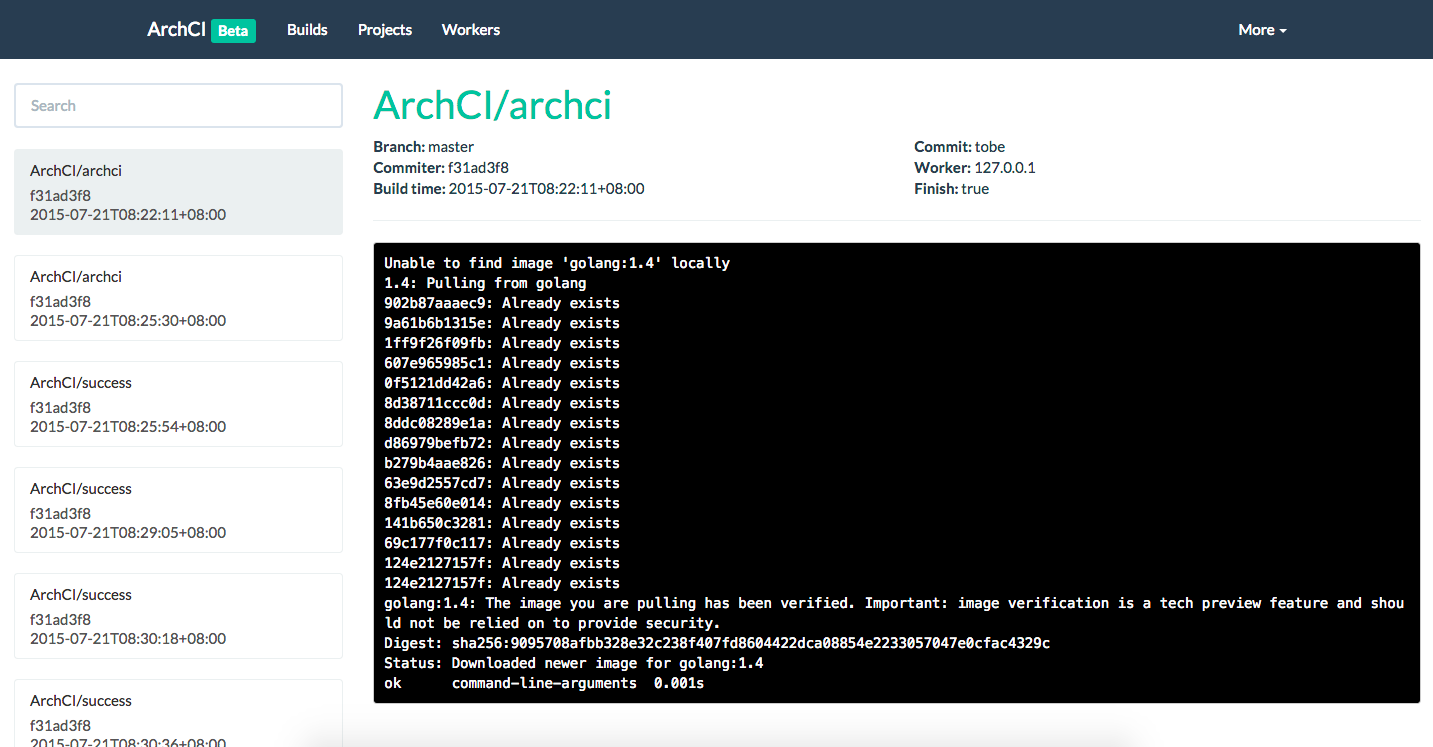 ArchCI Beta Builds Projects Workers More
Search
ArchCI/archci
f31ad3f8
2015-07-21T08:22:11+08:00
ArchCI/archci
f31ad3f8
2015-07-21T08:25:30+08:00
ArchCI/success
f31ad3f8
2015-07-21T08:25:54+08:00
ArchCI/success
f31ad3f8
2015-07-21T08:29:05+08:00
ArchCI/success
f31ad3f8
2015-07-21T08:30:18+08:00
ArchCI/success
f31ad3f8
2015-07-21T08:30:36+08:00
ArchCI/archci
Branch: master
Commiter: f31ad3f8
Build time: 2015-07-21T08:22:11+08:00
Commit: tobe
Worker: 127.0.0.1
Finish: true
Unable to find image 'golang:1.4' locally
1.4: Pulling from golang
902b87aaaec9: Already exists
9a61b6b1315e: Already exists
1ff9f26f09fb: Already exists
607e965985c1: Already exists
0f5121dd42a6: Already exists
8d38711ccc0d: Already exists
8ddc08289e1a: Already exists
d86979befb72: Already exists
b279b4aae826: Already exists
63e9d2557cd7: Already exists
8fb45e60e014: Already exists
141b650c3281: Already exists
69c177f0c117: Already exists
124e2127157f: Already exists
124e2127157f: Already exists
golang:1.4: The image you are pulling has been verified. Important: image verification is a tech preview feature and shou
ld not be relied on to provide security.
Digest: sha256:9095708afbb328e32c238f407fd8604422dca08854e2233057047e0cfac4329c
Status: Downloaded newer image for golang:1.4
ok command-line-arguments 0.001s